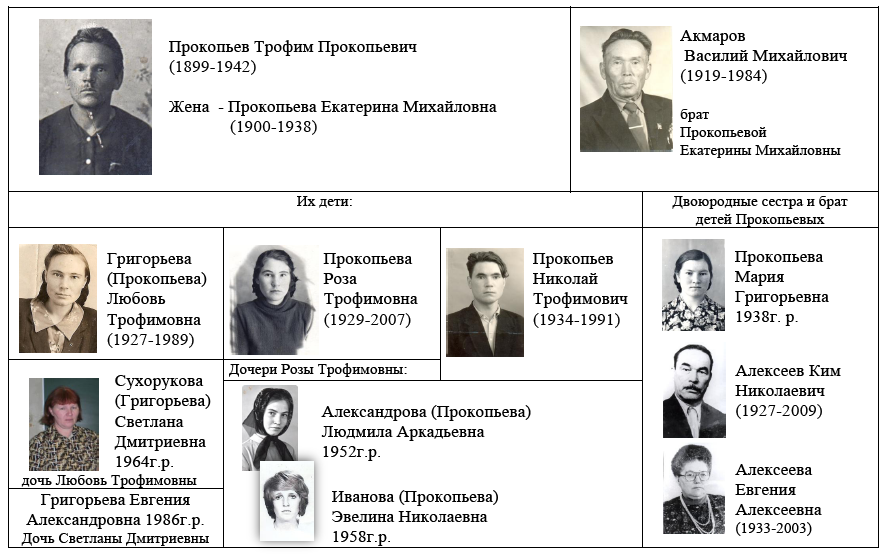 Прокопьев Трофим Прокопьевич
(1899-1942)
Жена - Прокопьева Екатерина Михайловна
(1900-1938)
Акмаров
Василий Михайлович
(1919-1984)
брат
Прокопьевой
Екатерины Михайловны
Их дети:
Двоюродные сестра и брат
детей Прокопьевых
Григорьева
(Прокопьева)
Любовь
Трофимовна
(1927-1989)
Прокопьева
Роза
Трофимовна
(1929-2007)
Прокопьев
Николай
Трофимович
(1934-1991)
Прокопьева
Мария
Григорьевна
1938г. р.
Алексеев Ким
Николаевич
(1927-2009)
Алексеева
Евгения
Алексеевна
(1933-2003)
Сухорукова
(Григорьева)
Светлана
Дмитриевна
1964г.р.
дочь Любовь Трофимовны
Григорьева Евгения
Александровна 1986г.р.
Дочь Светланы Дмитриевны
Дочери Розы Трофимовны:
Александрова (Прокопьева)
Людмила Аркадьевна
1952г.р.
Иванова (Прокопьева)
Эвелина Николаевна
1958г.р.